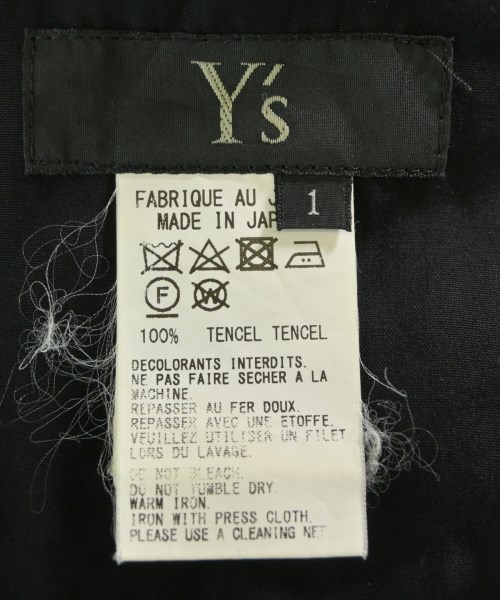 Y's
1
FABRIQUE AU
MADE IN JAP
F
W
100% TENCEL TENCEL
DECOLORANTS INTERDITS.
NE PAS FAIRE SECHER A LA
MACHINE.
REPASSER AU FER DOUX.
REPASSER AVEC UNE ETOFFE.
VEUILLEZ UTILISER UN FILET
LORS DU LAVAGE.
DO NOT BLEACH.
DO NOT TUMBLE DRY.
WARM IRON.
IRON WITH PRESS CLOTH.
PLEASE USE A CLEANING NET